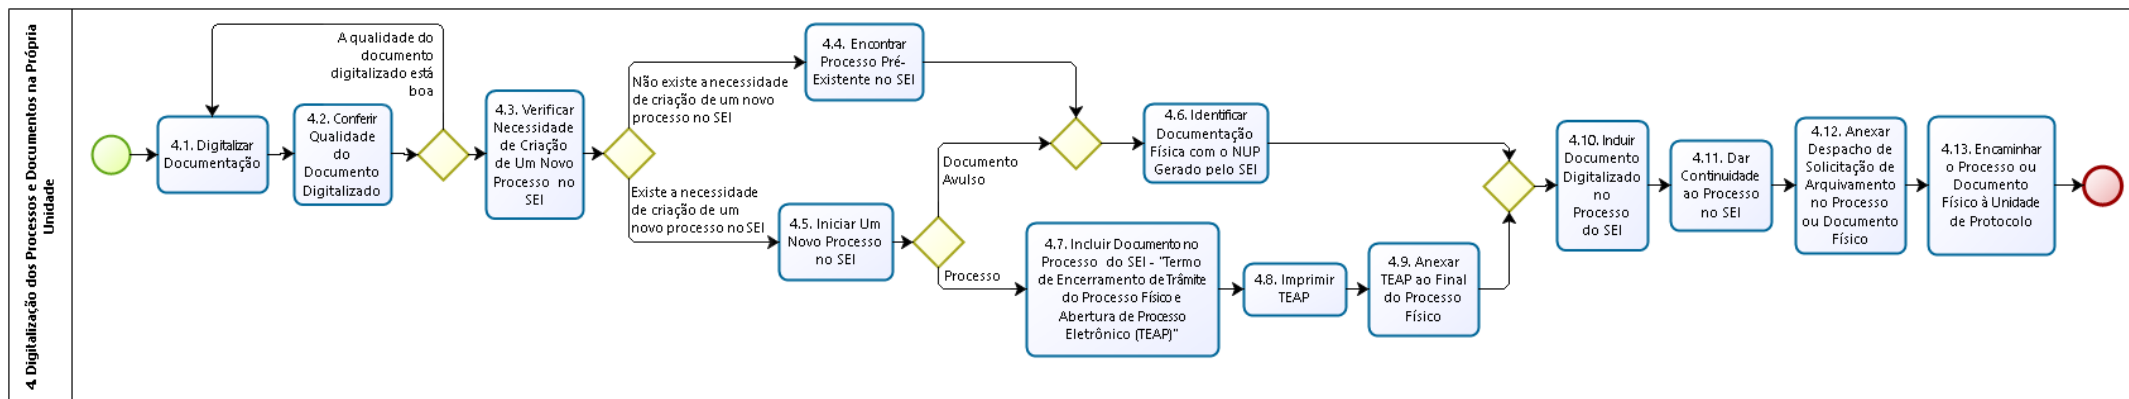 4. Digitalização dos Processos e Documentos na Própria
Unidade
A qualidade do
documento
digitalizado está
boa
4.1. Digitalizar
Documentação
4.2. Conferir
Qualidade
do
Documento
Digitalizado
4.3. Verificar
Necessidade
de Criação
de Um Novo
Processo no
SEI
Não existe a necessidade
de criação de um novo
processo no SEI
Existe a necessidade
de criação de um
novo processo no SEI
4.4. Encontrar
Processo Pré-
Existente no SEI
4.5. Iniciar Um
Novo Processo
no SEI
Documento
Avulso
Processo
4.6. Identificar
Documentação
Física com o NUP
Gerado pelo SEI
4.7. Incluir Documento no
Processo do SEI - "Termo
de Encerramento de Trâmite
do Processo Físico e
Abertura de Processo
Eletrônico (TEAP)"
4.8. Imprimir
TEAP
4.9. Anexar
TEAP ao Final
do Processo
Físico
4.10. Incluir
Documento
Digitalizado
no
Processo
do SEI
4.11. Dar
Continuidade
ao Processo
no SEI
4.12. Anexar
Despacho de
Solicitação de
Arquivamento
no Processo
ou Documento
Físico
4.13. Encaminhar
o Processo ou
Documento
Físico à Unidade
de Protocolo